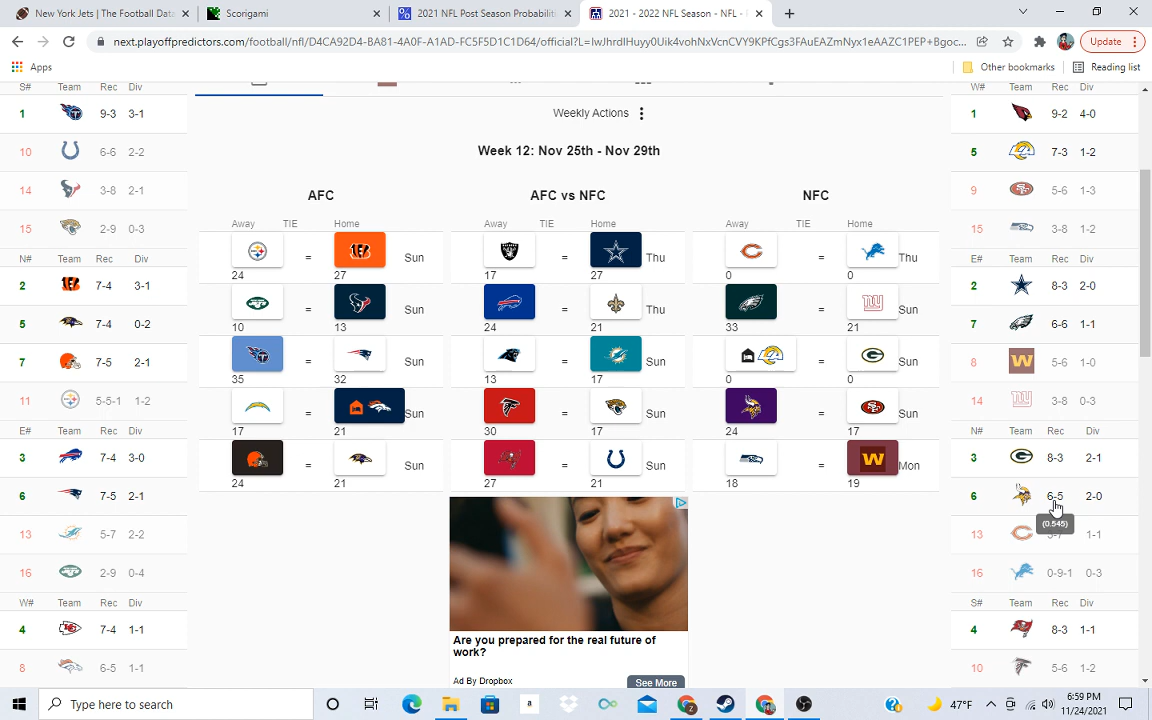 New York Jets | The Football Data
Scorigami
2021 NFL Post Season Probabiliti
2021 - 2022 NFL Season - NFL -
next.playoffpredictors.com/football/nfl/D4CA92D4-BA81-4A0F-A1AD-FC5F5D1C1D64/official?L=IwJhrdIHuyy0Uik4vohNxVcnCVY9KPfCgs3FAuEAZmNyx1eAAZC1PEP+Bgoc...
Update
Apps
Other bookmarks
Reading list
S# Team Rec Div
1 9-3 3-1
10 6-6 2-2
14 3-8 2-1
15 2-9 0-3
N# Team Rec Div
2 7-4 3-1
5 7-4 0-2
7 7-5 2-1
11 5-5-1 1-2
E# Team Rec Div
3 7-4 3-0
6 7-5 2-1
13 5-7 2-2
16 2-9 0-4
W# Team Rec Div
4 7-4 1-1
8 6-5 1-1
Weekly Actions
Week 12: Nov 25th - Nov 29th
AFC
Away TIE Home
= Sun
24 27
= Sun
10 13
= Sun
35 32
= Sun
17 21
= Sun
24 21
AFC vs NFC
Away TIE Home
= Thu
17 27
= Thu
24 21
= Sun
13 17
= Sun
30 17
= Sun
27 21
NFC
Away TIE Home
= Thu
0 0
= Sun
33 21
= Sun
0 0
= Sun
24 17
= Mon
18 19
Are you prepared for the real future of
work?
Ad By Dropbox
See More
W# Team Rec Div
1 9-2 4-0
5 7-3 1-2
9 5-6 1-3
15 3-8 1-2
E# Team Rec Div
2 8-3 2-0
7 6-6 1-1
8 5-6 1-0
14 3-8 0-3
N# Team Rec Div
3 8-3 2-1
6 6-5 2-0
(0.545)
13 1-1
16 0-9-1 0-3
S# Team Rec Div
4 8-3 1-1
10 5-6 1-2
Type here to search
47°F
6:59 PM
11/24/2021